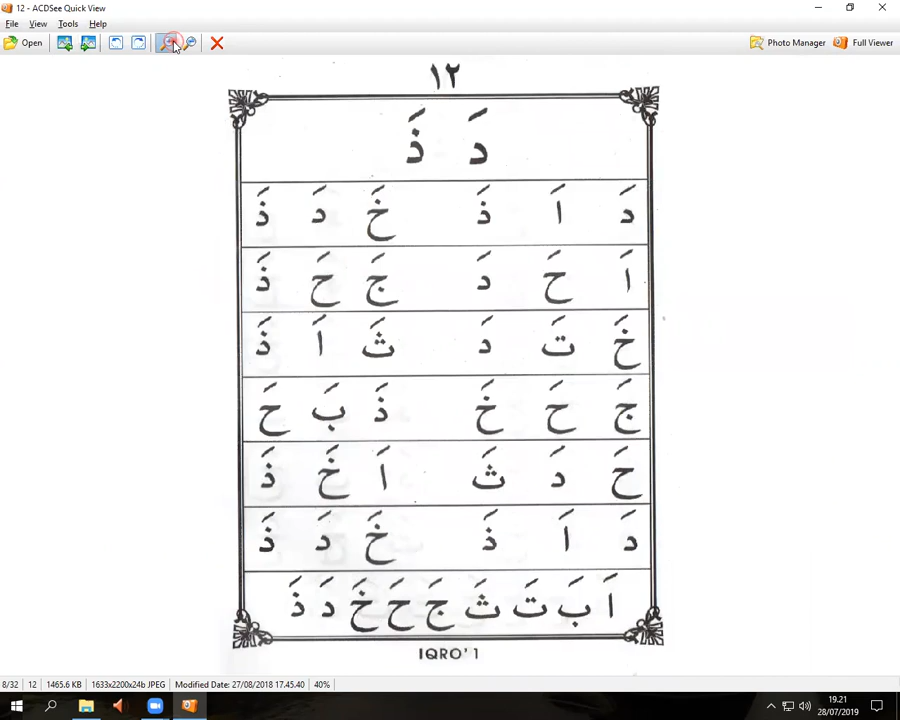 12 - ACDSee Quick View
File View Tools Help
Open Photo Manager Full Viewer
١٢
دَ ذَ
دَ اَ ذَ خَ دَ ذَ
اَ حَ دَ جَ حَ ذَ
خَ تَ دَ ثَ اَ ذَ
جَ حَ خَ ذَ بَ حَ
حَ دَ ثَ اَ خَ ذَ
دَ اَ ذَ خَ دَ ذَ
اَ بَ تَ ثَ جَ حَ خَ دَ ذَ
IQRO' 1
8/32 12 1465.6 KB 1633x2200x24b JPEG Modified Date: 27/08/2018 17.45.40 40%
19.21
28/07/2019